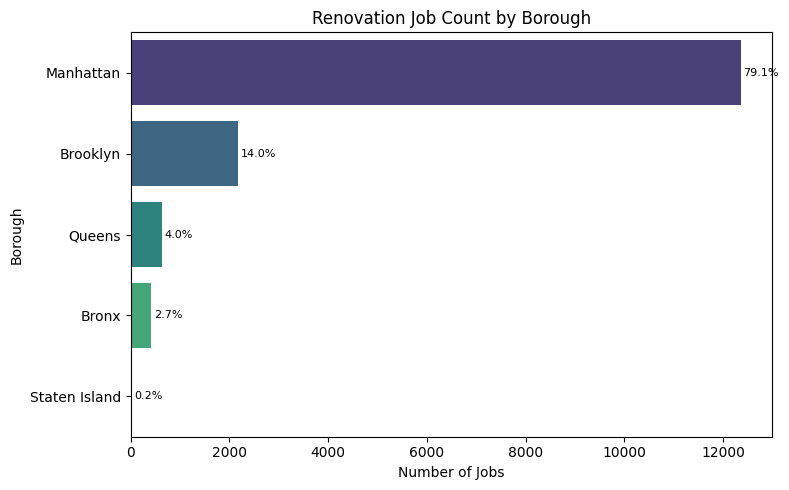 Renovation Job Count by Borough
Manhattan
79.1%
Brooklyn
14.0%
Queens
4.0%
Bronx
2.7%
Staten Island
0.2%
Borough
0 2000 4000 6000 8000 10000 12000
Number of Jobs